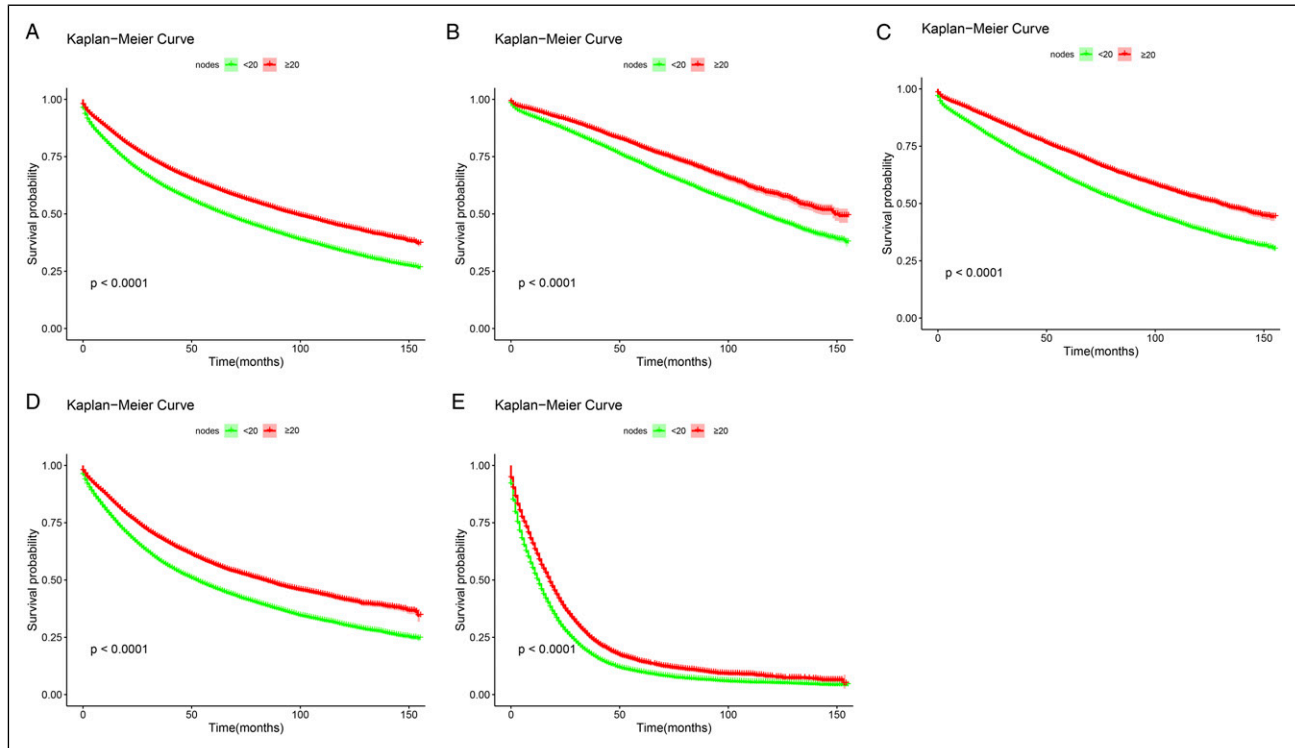 A
Kaplan−Meier Curve
nodes <20 ≥20
1.00
0.75
0.50
0.25
0.00
Survival probability
p < 0.0001
0 50 100 150
Time(months)
B
Kaplan−Meier Curve
nodes <20 ≥20
1.00
0.75
0.50
0.25
0.00
Survival probability
p < 0.0001
0 50 100 150
Time(months)
C
Kaplan−Meier Curve
nodes <20 ≥20
1.00
0.75
0.50
0.25
0.00
Survival probability
p < 0.0001
0 50 100 150
Time(months)
D
Kaplan−Meier Curve
nodes <20 ≥20
1.00
0.75
0.50
0.25
0.00
Survival probability
p < 0.0001
0 50 100 150
Time(months)
E
Kaplan−Meier Curve
nodes <20 ≥20
1.00
0.75
0.50
0.25
0.00
Survival probability
p < 0.0001
0 50 100 150
Time(months)